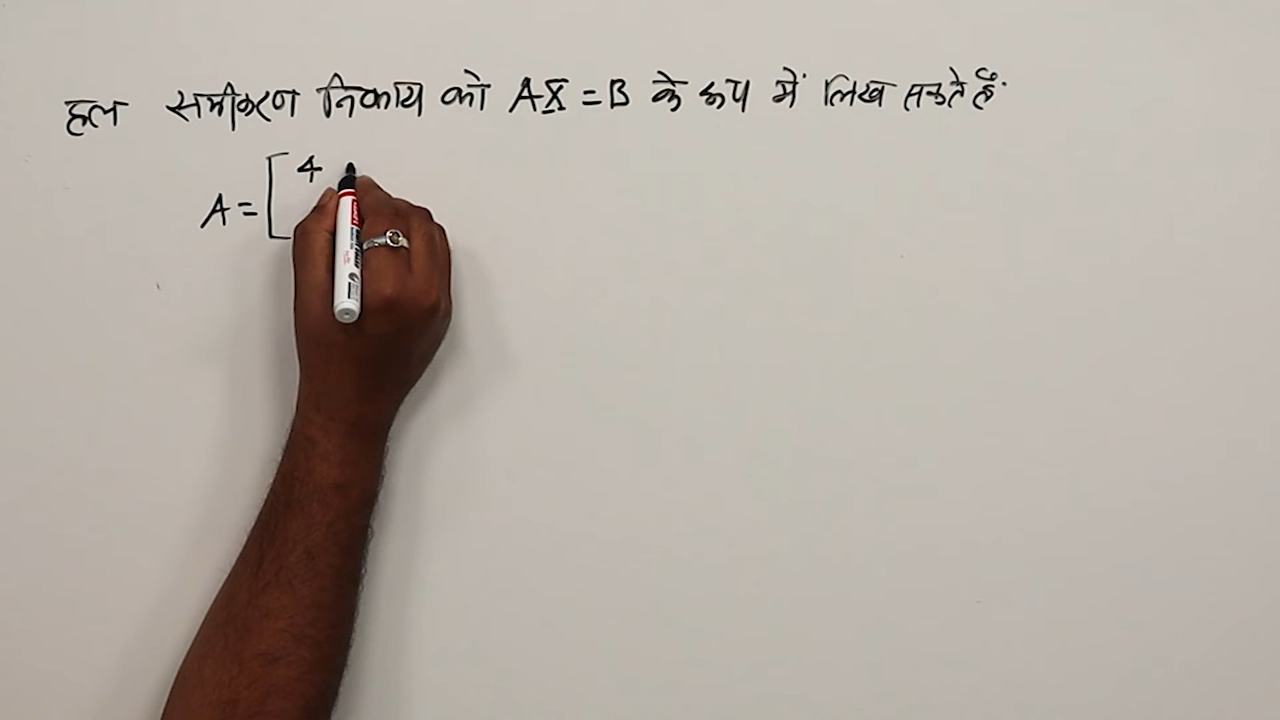 हल समीकरण निकाय को AX = B के रूप में लिख सकते हैं
A = [ 4